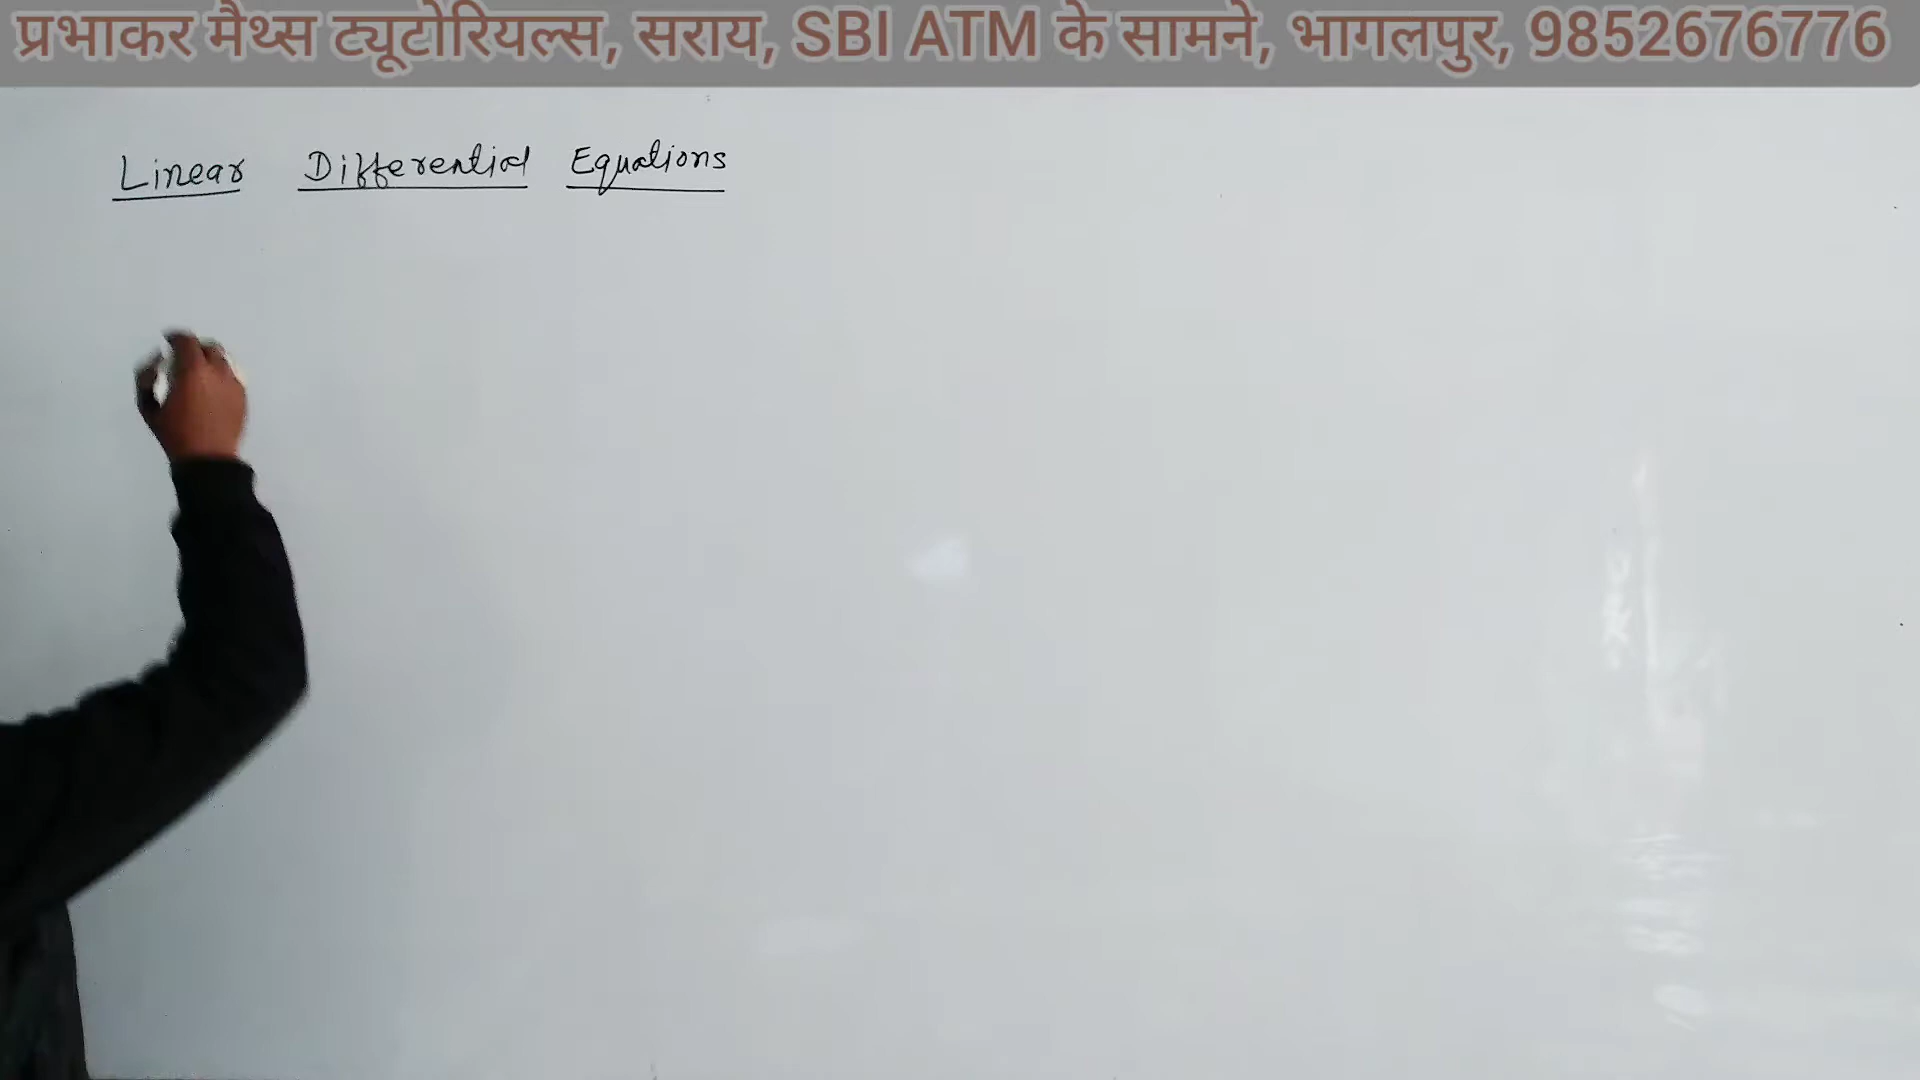 प्रभाकर मैथ्स ट्यूटोरियल्स, सराय, SBI ATM के सामने, भागलपुर, 9852676776
Linear Differential Equations